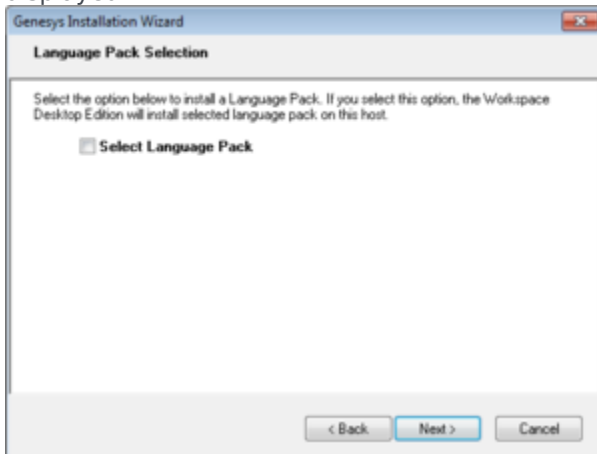 Genesys Installation Wizard
Language Pack Selection
Select the option below to install a Language Pack. If you select this option, the Workspace
Desktop Edition will install selected language pack on this host.
Select Language Pack
< Back Next > Cancel